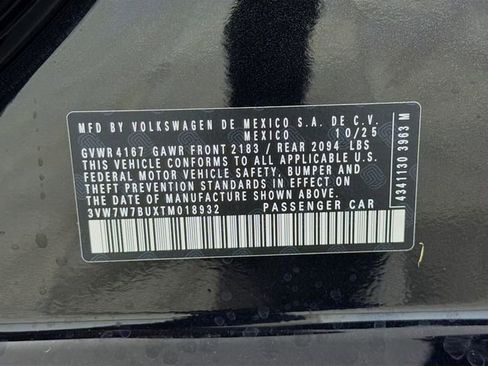 MFD BY VOLKSWAGEN DE MEXICO S.A. DE C.V.
MEXICO 10/25
GVWR 4167 GAWR FRONT 2183 / REAR 2094 LBS
THIS VEHICLE CONFORMS TO ALL APPLICABLE U.S.
FEDERAL MOTOR VEHICLE SAFETY, BUMPER AND
THEFT PREVENTION STANDARDS IN EFFECT ON
THE DATE OF MANUFACTURE SHOWN ABOVE.
3VW7W7BUXTM018932 PASSENGER CAR
4341130 3963 M